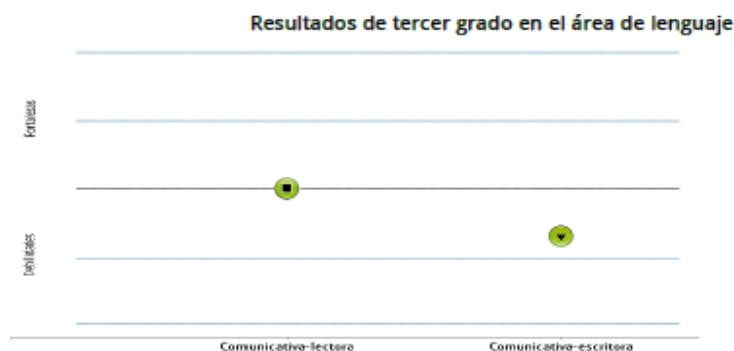 Resultados de tercer grado en el área de lenguaje
Fortalezas
Debilidades
Comunicativa-lectora
Comunicativa-escritora